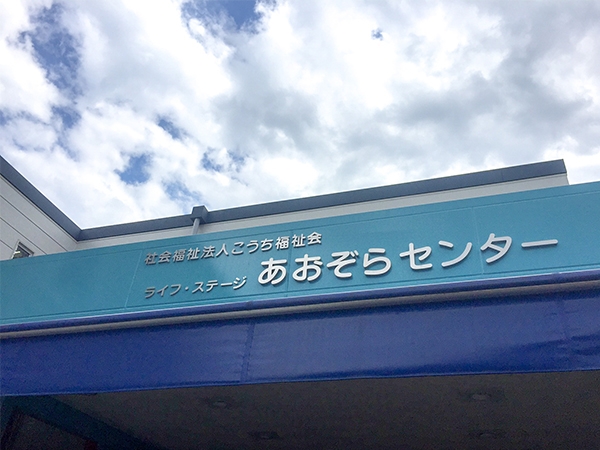 社会福祉法人こうち福祉会
ライフ・ステージ あおぞらセンター